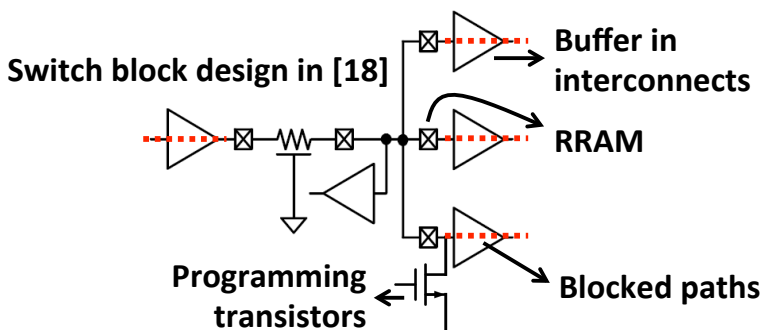 Buffer in
interconnects
Switch block design in [18]
RRAM
Programming
transistors
Blocked paths